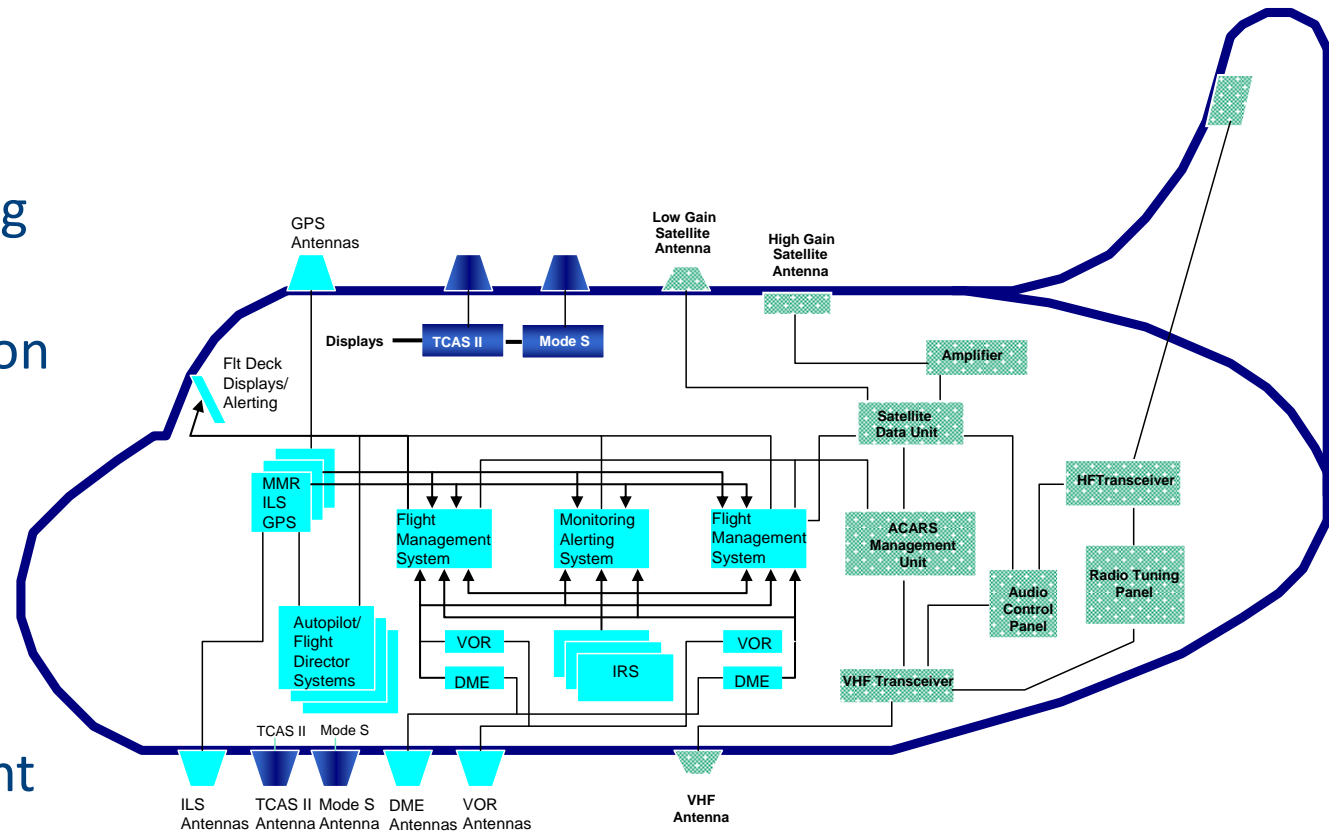 ng
on
nt
GPS
Antennas
Low Gain
Satellite
Antenna
High Gain
Satellite
Antenna
Displays
TCAS II
Mode S
Amplifier
Flt Deck
Displays/
Alerting
Satellite
Data Unit
MMR
ILS
GPS
Flight
Management
System
Monitoring
Alerting
System
Flight
Management
System
ACARS
Management
Unit
HFTransceiver
Radio Tuning
Panel
Audio
Control
Panel
Autopilot/
Flight
Director
Systems
VOR
DME
IRS
VOR
DME
VHF Transceiver
TCAS II
Mode S
ILS
Antennas
TCAS II
Antenna
Mode S
Antenna
DME
Antennas
VOR
Antennas
VHF
Antenna